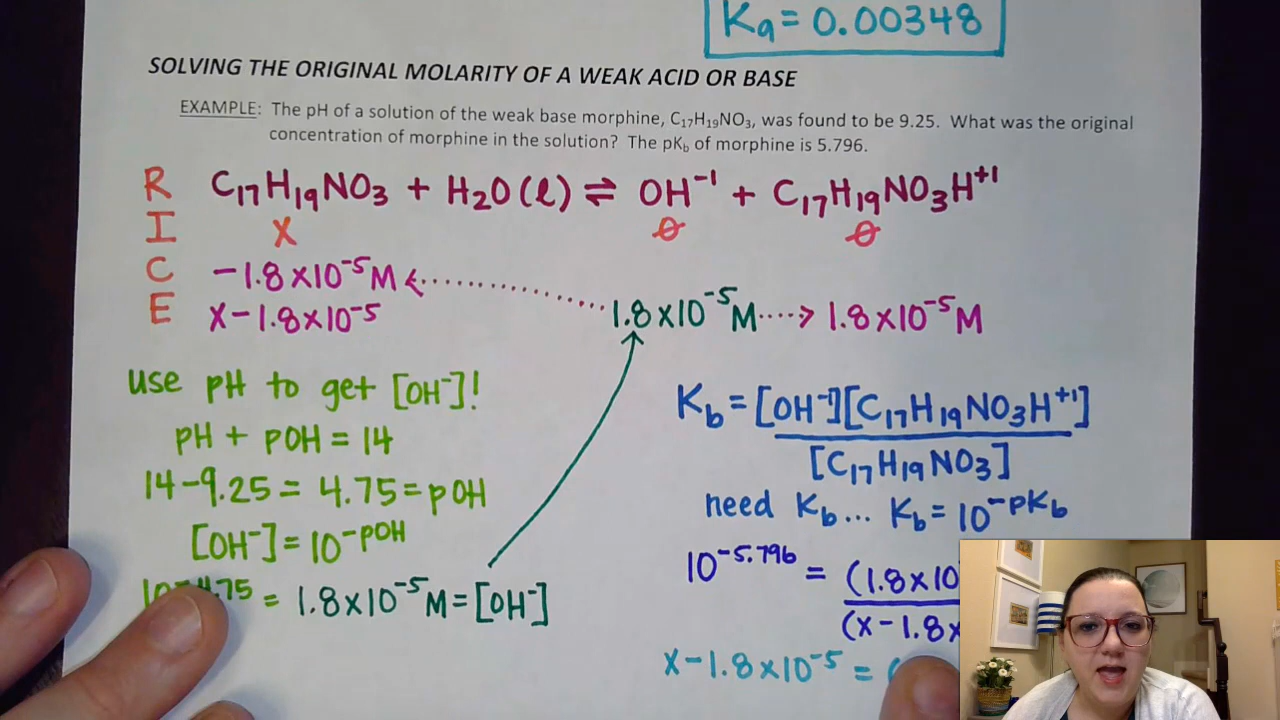 Ka = 0.00348
SOLVING THE ORIGINAL MOLARITY OF A WEAK ACID OR BASE
EXAMPLE: The pH of a solution of the weak base morphine, C₁₇H₁₉NO₃, was found to be 9.25. What was the original
concentration of morphine in the solution? The pKb of morphine is 5.796.
R C₁₇H₁₉NO₃ + H₂O(l) ⇌ OH⁻¹ + C₁₇H₁₉NO₃H⁺¹
I X 0 0
C -1.8×10⁻⁵M
E X-1.8×10⁻⁵ 1.8×10⁻⁵M 1.8×10⁻⁵M
use pH to get [OH⁻]!
pH + pOH = 14
14-9.25 = 4.75 = pOH
[OH⁻] = 10^-pOH
= 1.8×10⁻⁵M = [OH⁻]
Kb = [OH⁻¹][C₁₇H₁₉NO₃H⁺¹]
[C₁₇H₁₉NO₃]
need Kb... Kb = 10^-pKb
10^-5.796 = (1.8×10
(x-1.8x
x-1.8×10⁻⁵ =